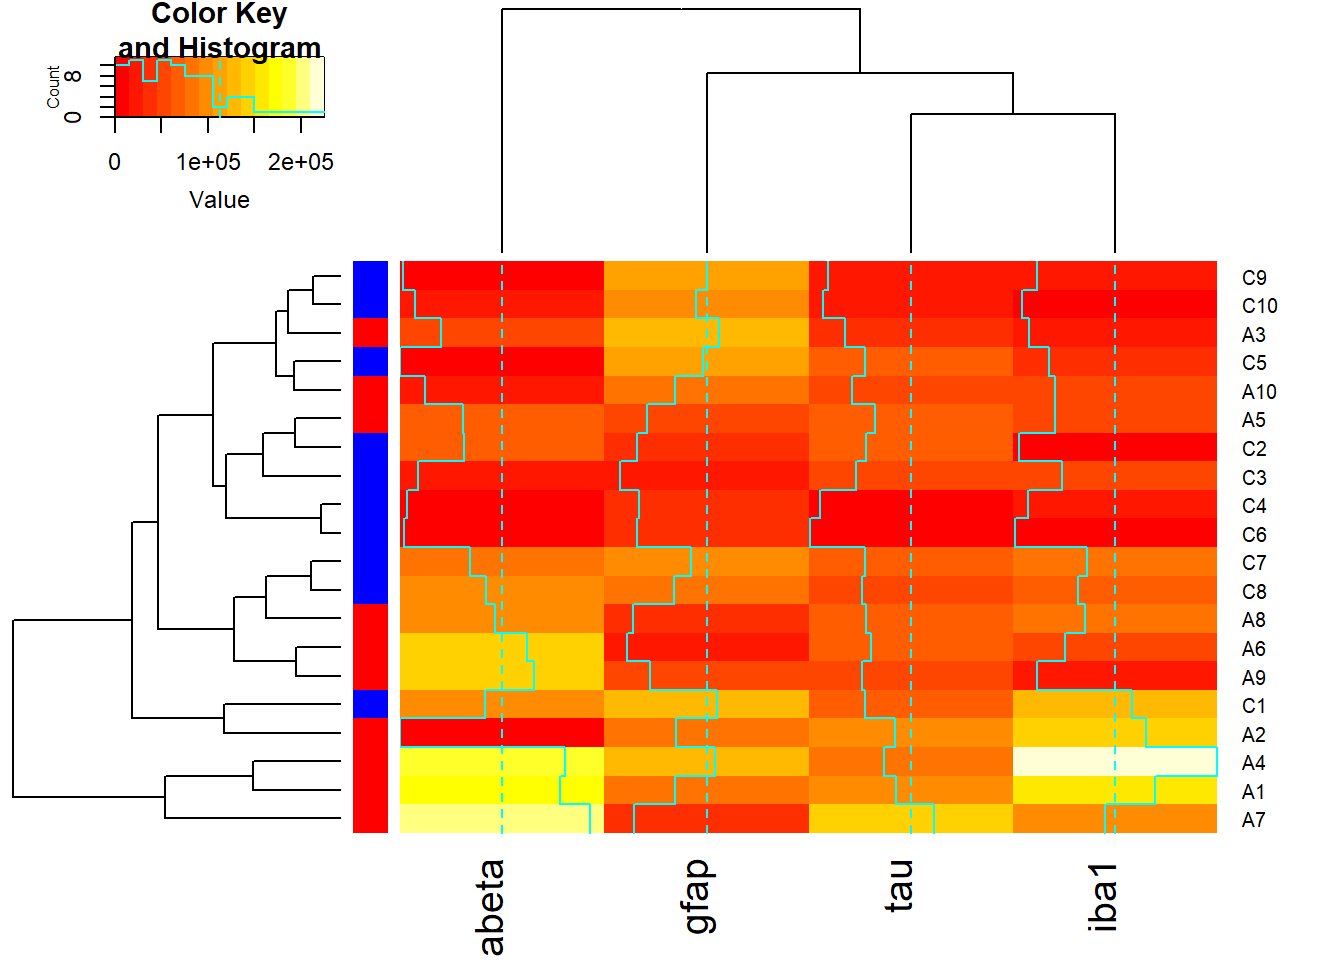 Color Key
and Histogram
Count
0
8
0 1e+05 2e+05
Value
C9
C10
A3
C5
A10
A5
C2
C3
C4
C6
C7
C8
A8
A6
A9
C1
A2
A4
A1
A7
abeta gfap tau iba1